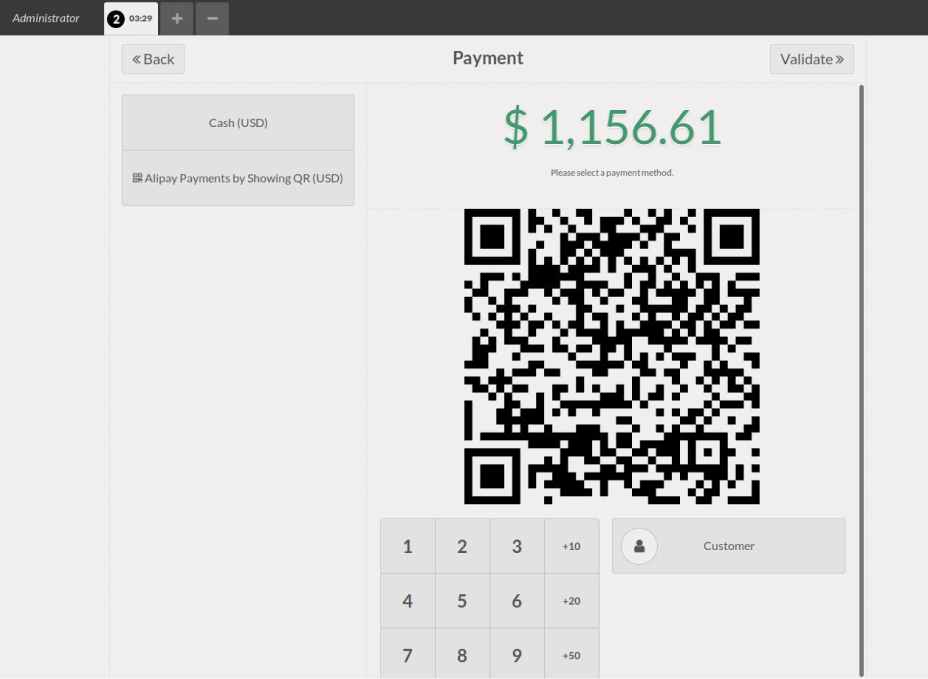 Administrator
2 03:29
+
−
« Back
Payment
Validate »
Cash (USD)
Alipay Payments by Showing QR (USD)
$ 1,156.61
Please select a payment method.
1 2 3 +10
Customer
4 5 6 +20
7 8 9 +50